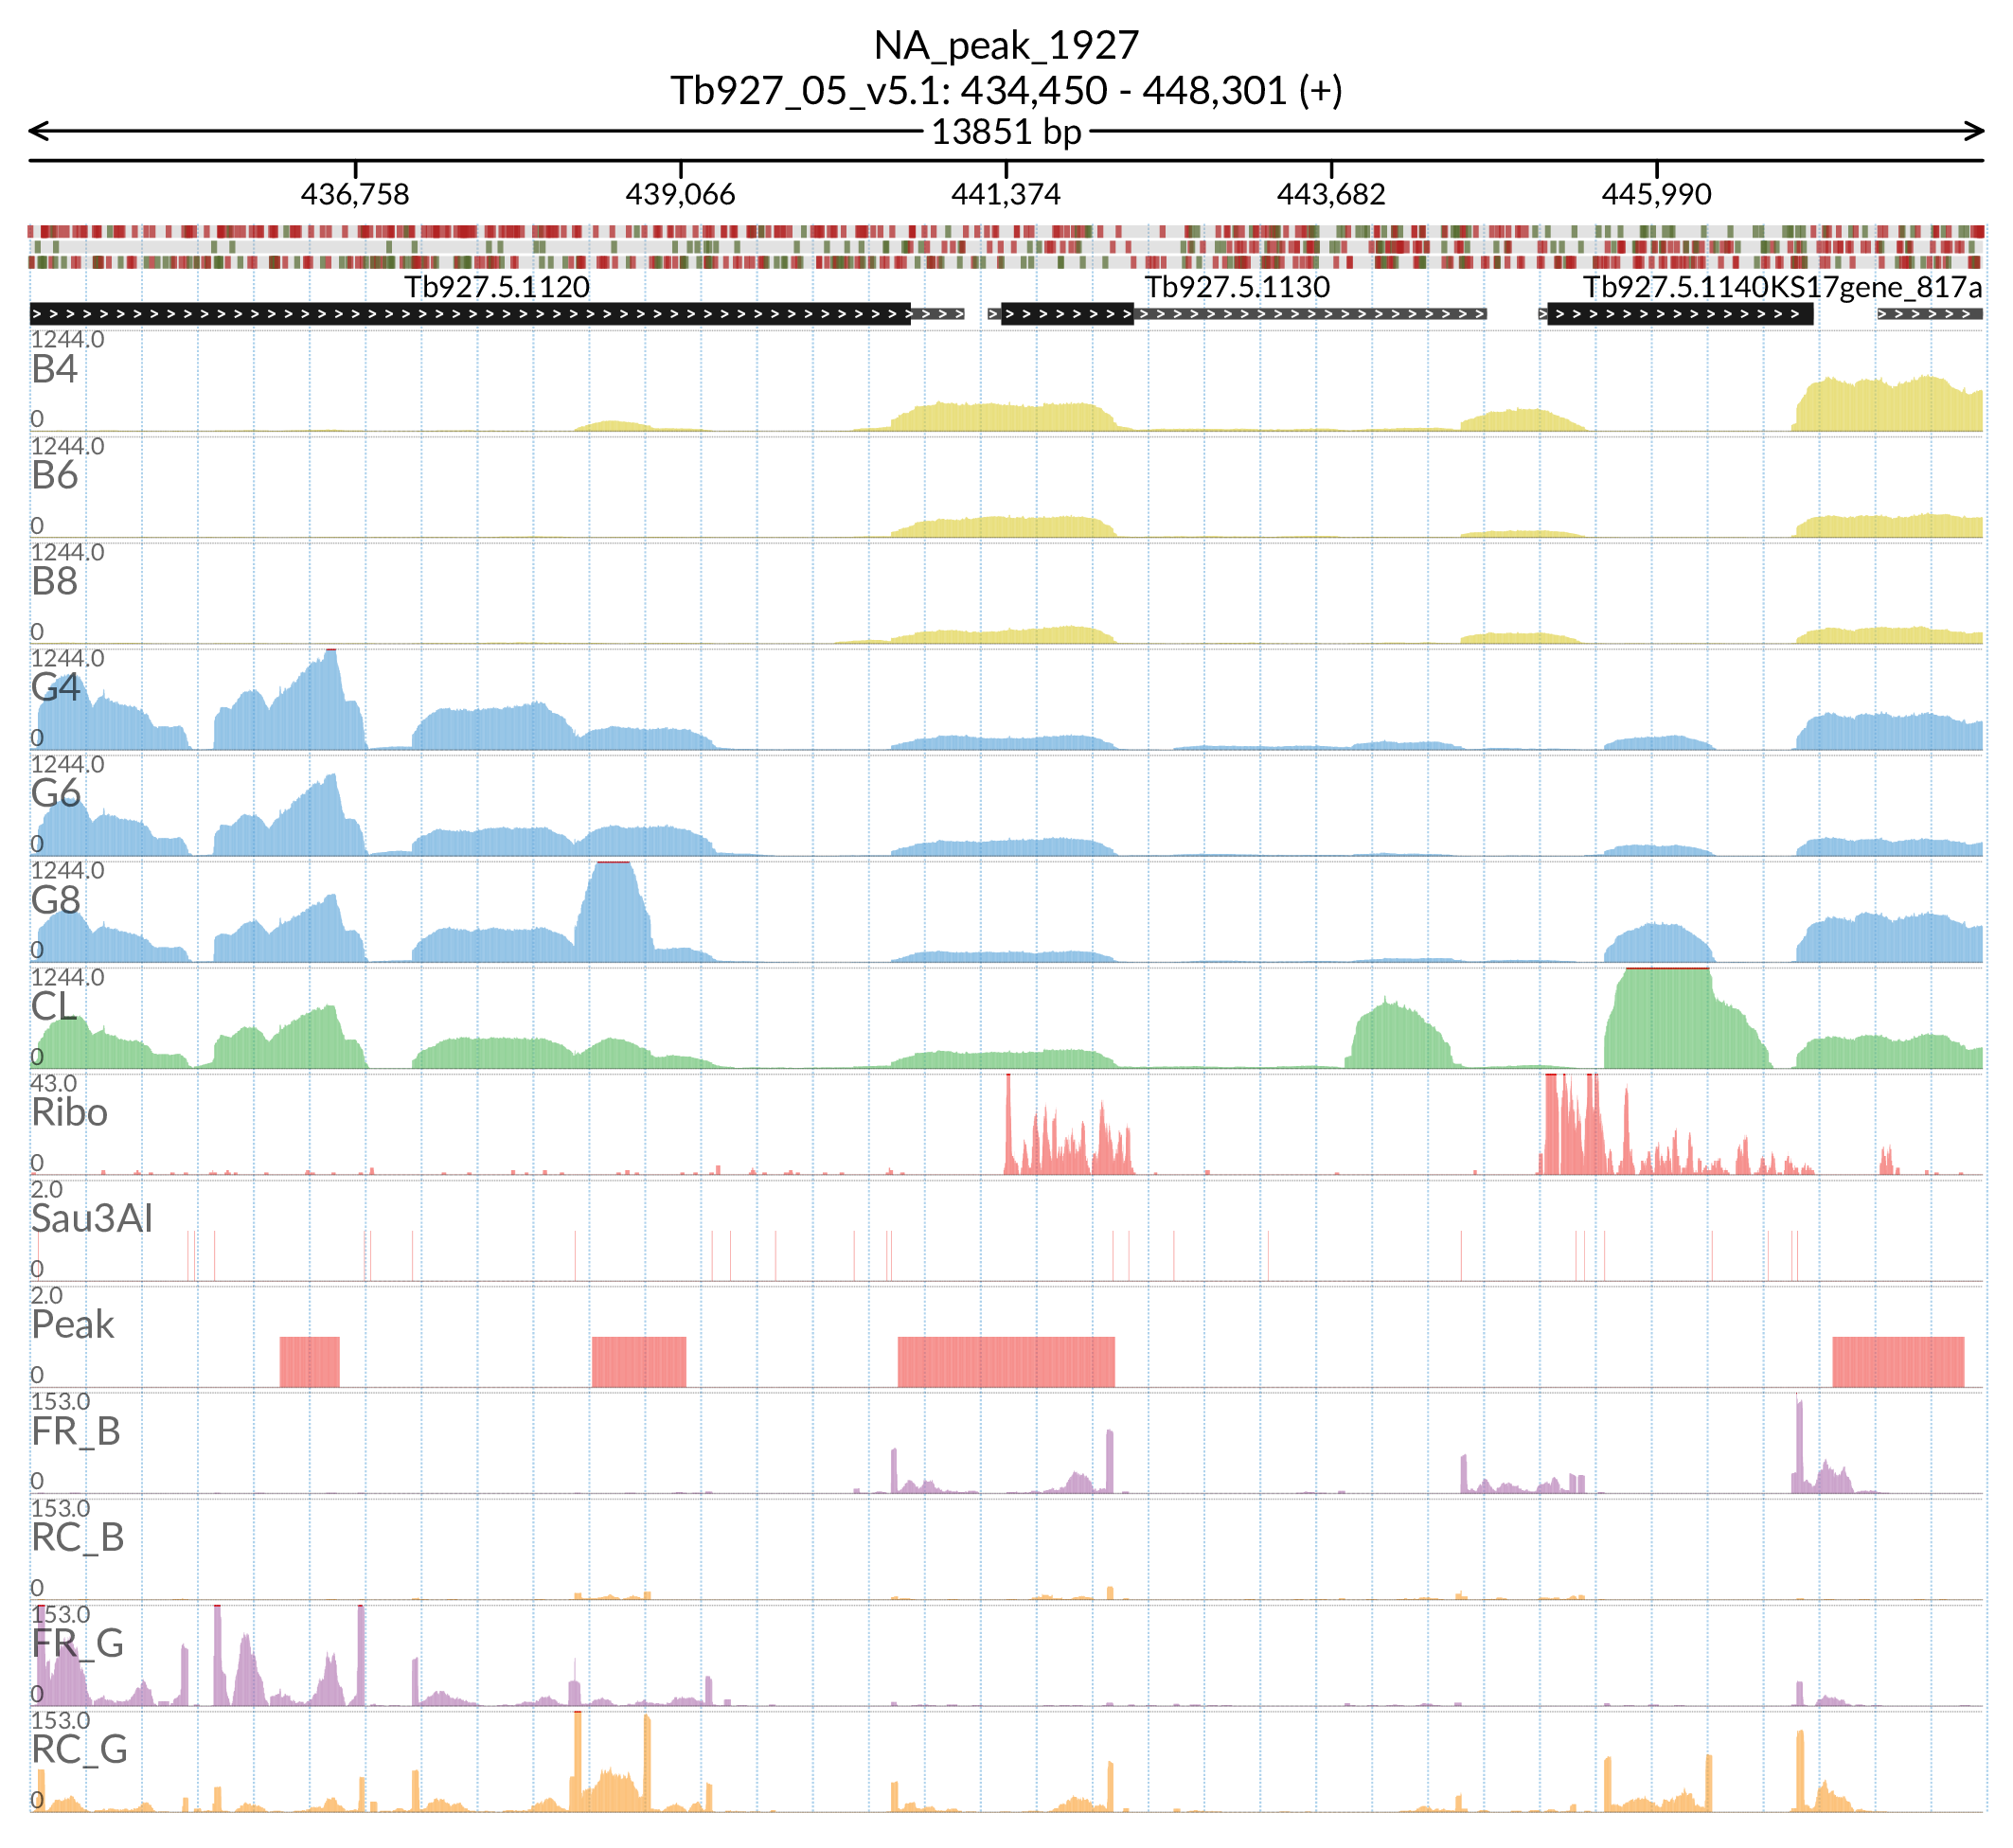 NA_peak_1927
Tb927_05_v5.1: 434,450 - 448,301 (+)
13851 bp
436,758 439,066 441,374 443,682 445,990
Tb927.5.1120 Tb927.5.1130 Tb927.5.1140KS17gene_817a
1244.0
B4
0
1244.0
B6
0
1244.0
B8
0
1244.0
G4
0
1244.0
G6
0
1244.0
G8
0
1244.0
CL
0
43.0
Ribo
0
2.0
Sau3AI
0
2.0
Peak
0
153.0
FR_B
0
153.0
RC_B
0
153.0
FR_G
0
153.0
RC_G
0